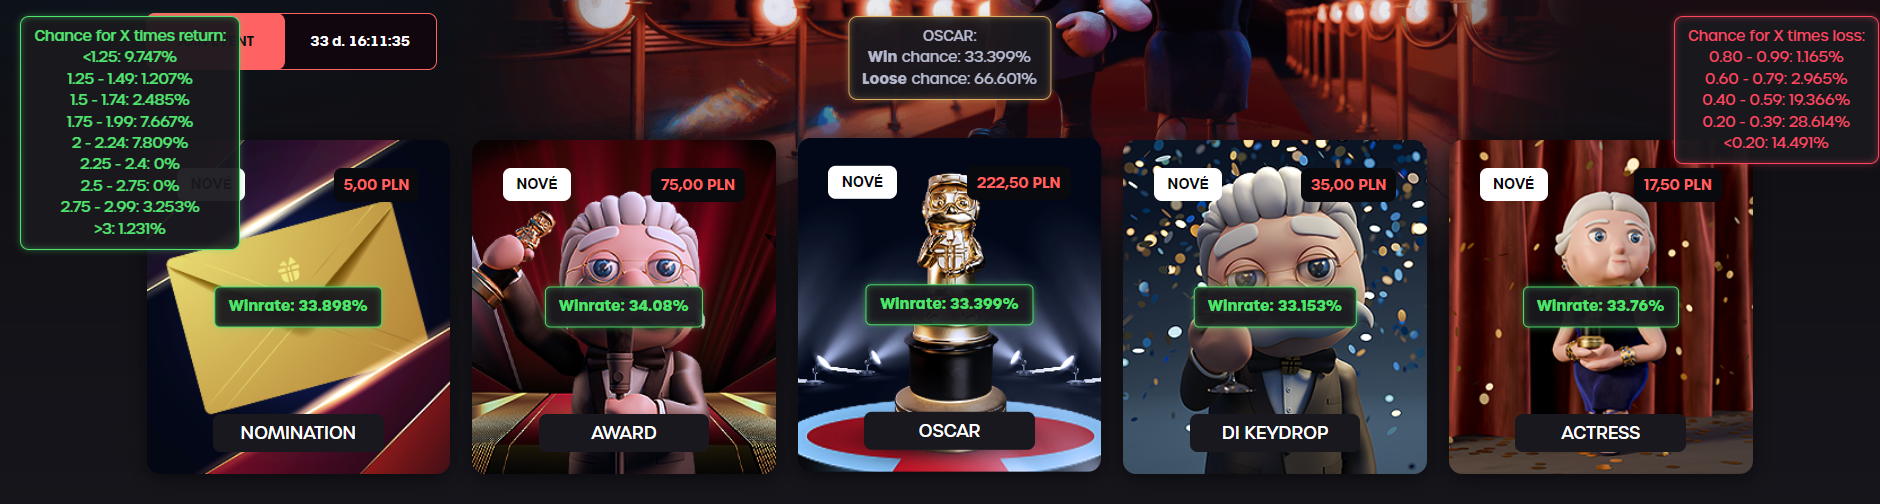 Chance for X times return:
<1.25: 9.747%
1.25 - 1.49: 1.207%
1.5 - 1.74: 2.485%
1.75 - 1.99: 7.667%
2 - 2.24: 7.809%
2.25 - 2.4: 0%
2.5 - 2.75: 0%
2.75 - 2.99: 3.253%
>3: 1.231%
33 d. 16:11:35
OSCAR:
Win chance: 33.399%
Loose chance: 66.601%
Chance for X times loss:
0.80 - 0.99: 1.165%
0.60 - 0.79: 2.965%
0.40 - 0.59: 19.366%
0.20 - 0.39: 28.614%
<0.20: 14.491%
NOVÉ
5,00 PLN
Winrate: 33.898%
NOMINATION
NOVÉ
75,00 PLN
Winrate: 34.08%
AWARD
NOVÉ
222,50 PLN
Winrate: 33.399%
OSCAR
NOVÉ
35,00 PLN
Winrate: 33.153%
DI KEYDROP
NOVÉ
17,50 PLN
Winrate: 33.76%
ACTRESS